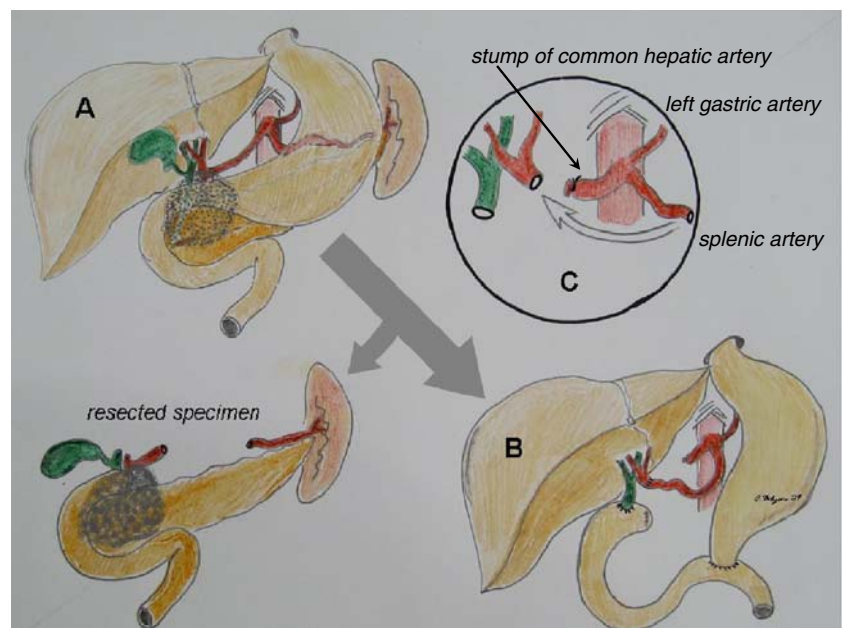 stump of common hepatic artery
A
left gastric artery
splenic artery
C
resected specimen
B